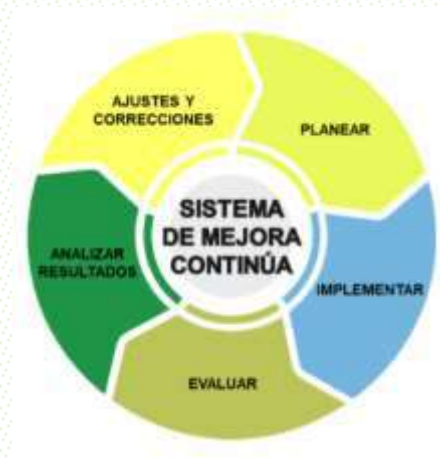 AJUSTES Y
CORRECCIONES
PLANEAR
SISTEMA
DE MEJORA
CONTINÚA
ANALIZAR
RESULTADOS
IMPLEMENTAR
EVALUAR